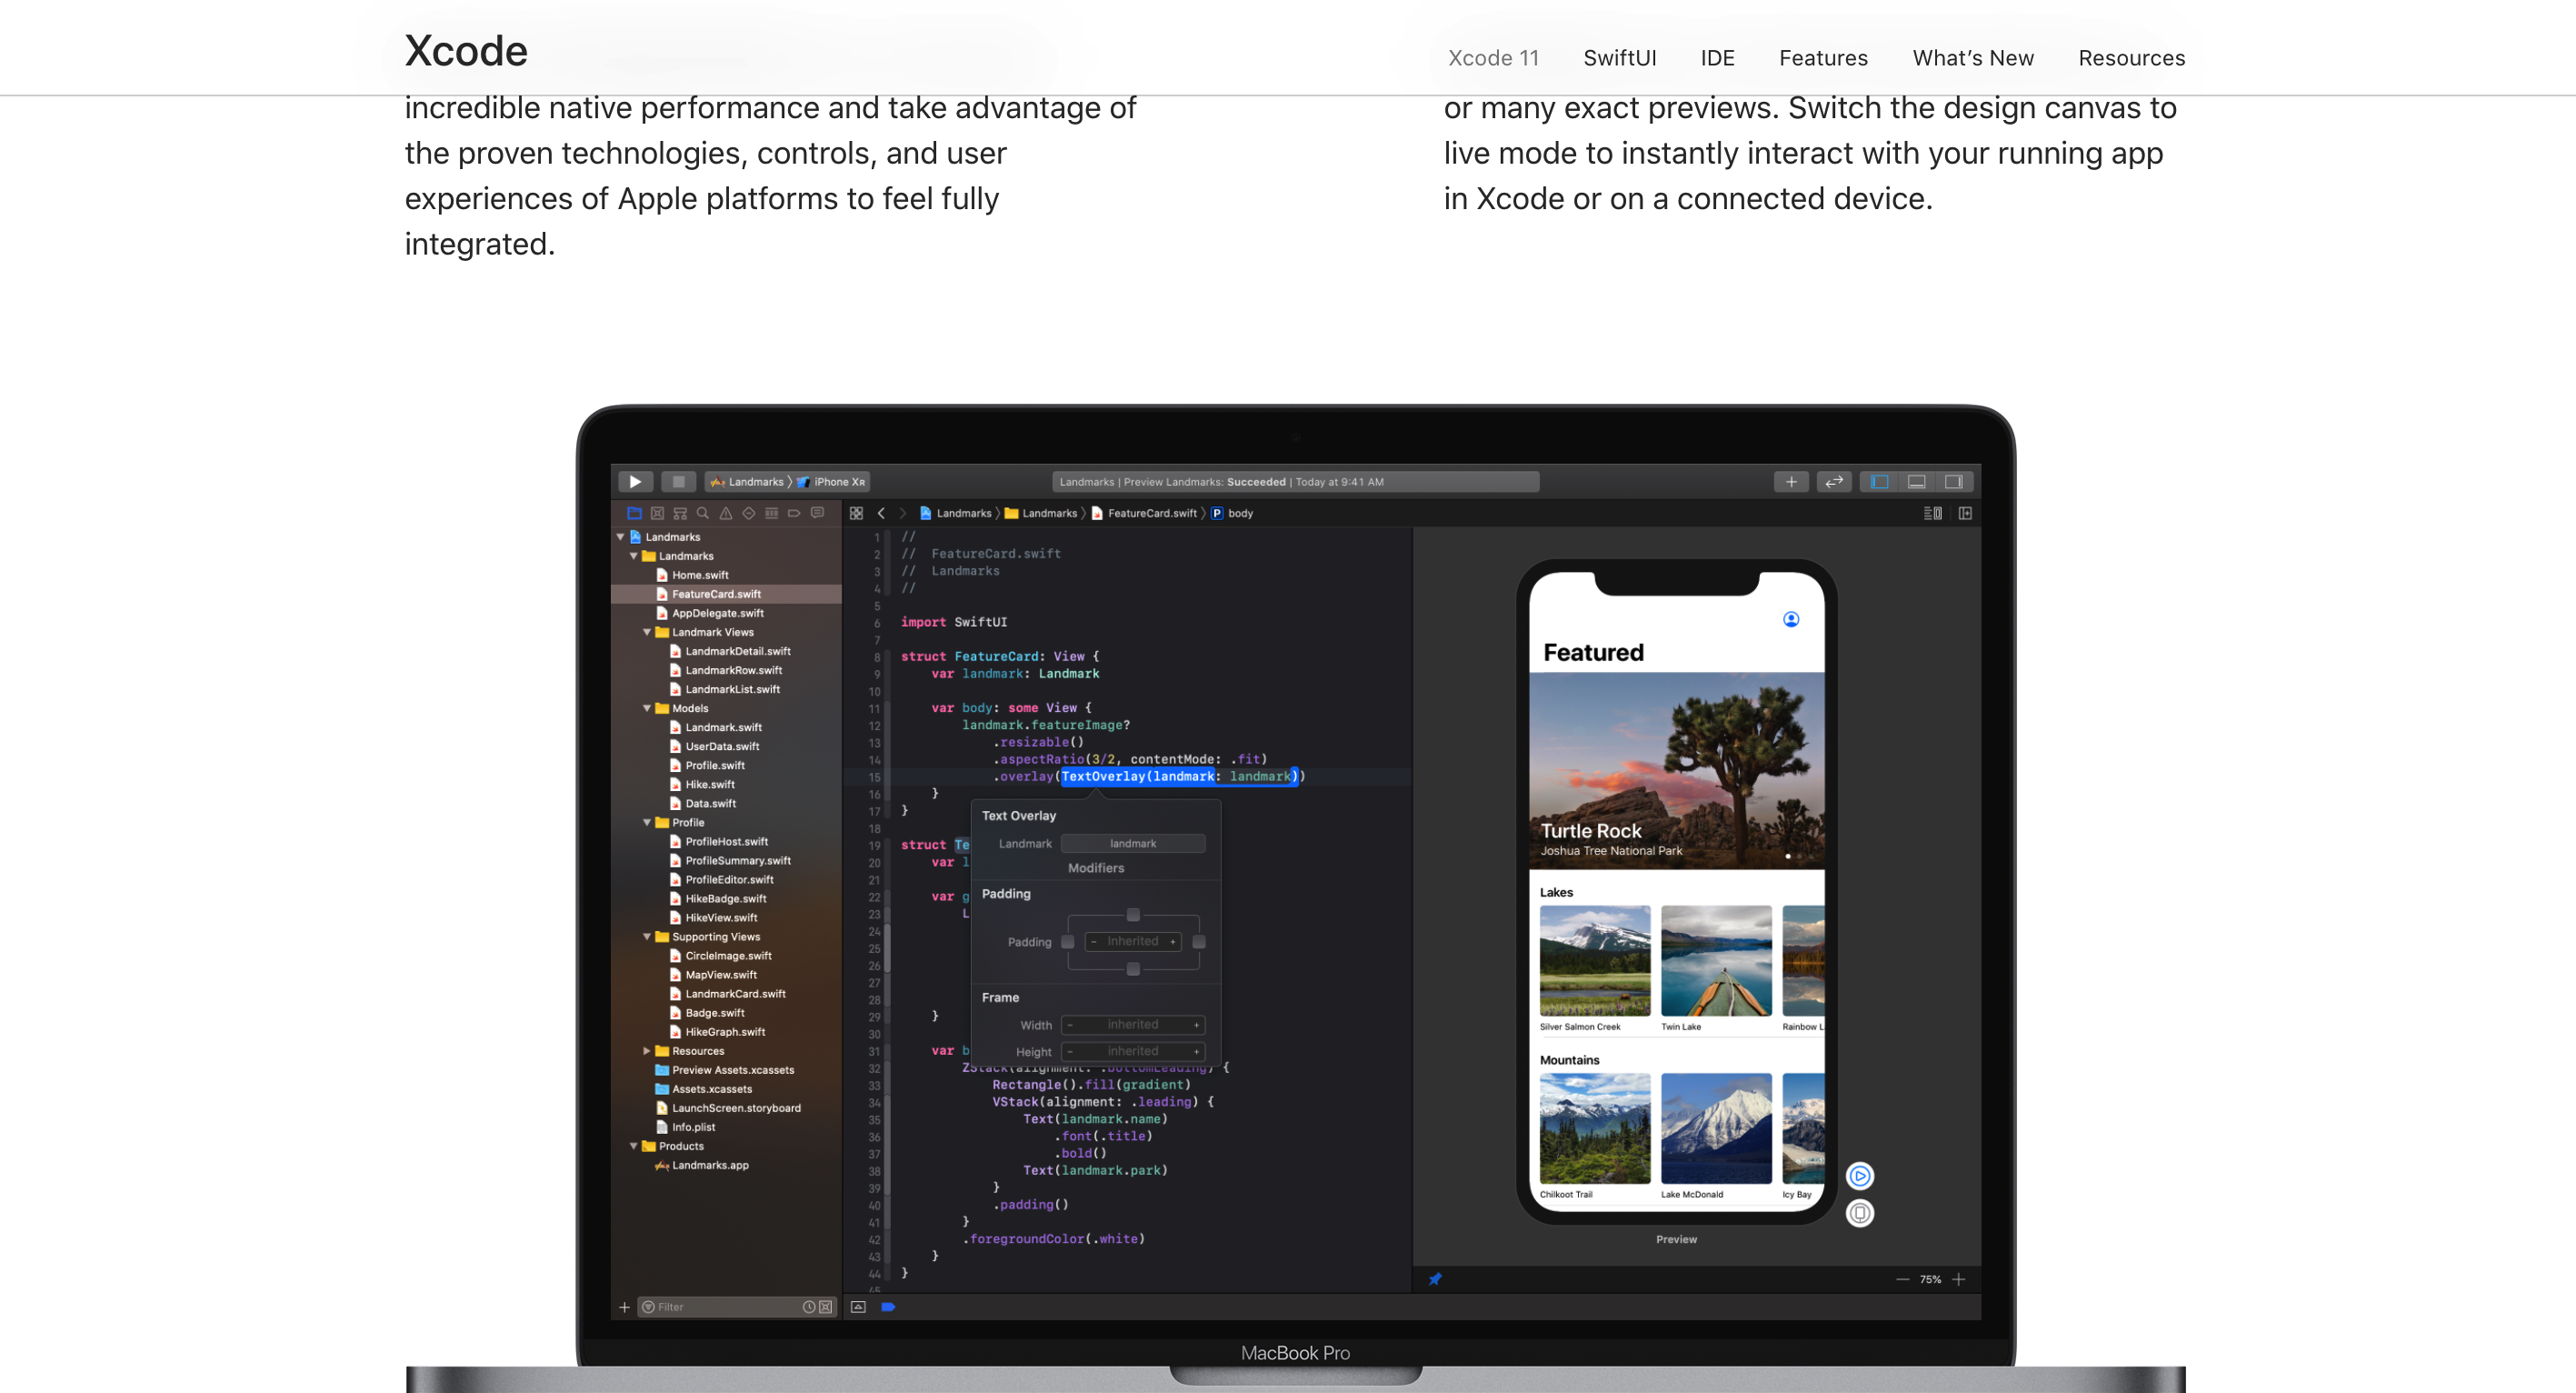 Xcode
Xcode 11 SwiftUI IDE Features What's New Resources
incredible native performance and take advantage of
the proven technologies, controls, and user
experiences of Apple platforms to feel fully
integrated.
or many exact previews. Switch the design canvas to
live mode to instantly interact with your running app
in Xcode or on a connected device.
Landmarks 〉 iPhone XR
Landmarks | Preview Landmarks: Succeeded | Today at 9:41 AM
Landmarks
Landmarks
Home.swift
FeatureCard.swift
AppDelegate.swift
Landmark Views
LandmarkDetail.swift
LandmarkRow.swift
LandmarkList.swift
Models
Landmark.swift
UserData.swift
Profile.swift
Hike.swift
Data.swift
Profile
ProfileHost.swift
ProfileSummary.swift
ProfileEditor.swift
HikeBadge.swift
HikeView.swift
Supporting Views
CircleImage.swift
MapView.swift
LandmarkCard.swift
Badge.swift
HikeGraph.swift
Resources
Preview Assets.xcassets
Assets.xcassets
LaunchScreen.storyboard
Info.plist
Products
Landmarks.app
Filter
Landmarks 〉 Landmarks 〉 FeatureCard.swift 〉 P body
1 //
2 // FeatureCard.swift
3 // Landmarks
4 //
5
6 import SwiftUI
7
8 struct FeatureCard: View {
9 var landmark: Landmark
10
11 var body: some View {
12 landmark.featureImage?
13 .resizable()
14 .aspectRatio(3/2, contentMode: .fit)
15 .overlay(TextOverlay(landmark: landmark))
16 }
17 }
18
19 struct Te
20 var l
21
22 var g
23 L
24
25
26
27
28
29 }
30
31 var b
32 ZStack(alignment: .bottomLeading) {
33 Rectangle().fill(gradient)
34 VStack(alignment: .leading) {
35 Text(landmark.name)
36 .font(.title)
37 .bold()
38 Text(landmark.park)
39 }
40 .padding()
41 }
42 .foregroundColor(.white)
43 }
44 }
45
Text Overlay
Landmark landmark
Modifiers
Padding
Padding - Inherited +
Frame
Width - inherited +
Height - inherited +
Featured
Turtle Rock
Joshua Tree National Park
Lakes
Silver Salmon Creek Twin Lake Rainbow L
Mountains
Chilkoot Trail Lake McDonald Icy Bay
Preview
75%
MacBook Pro